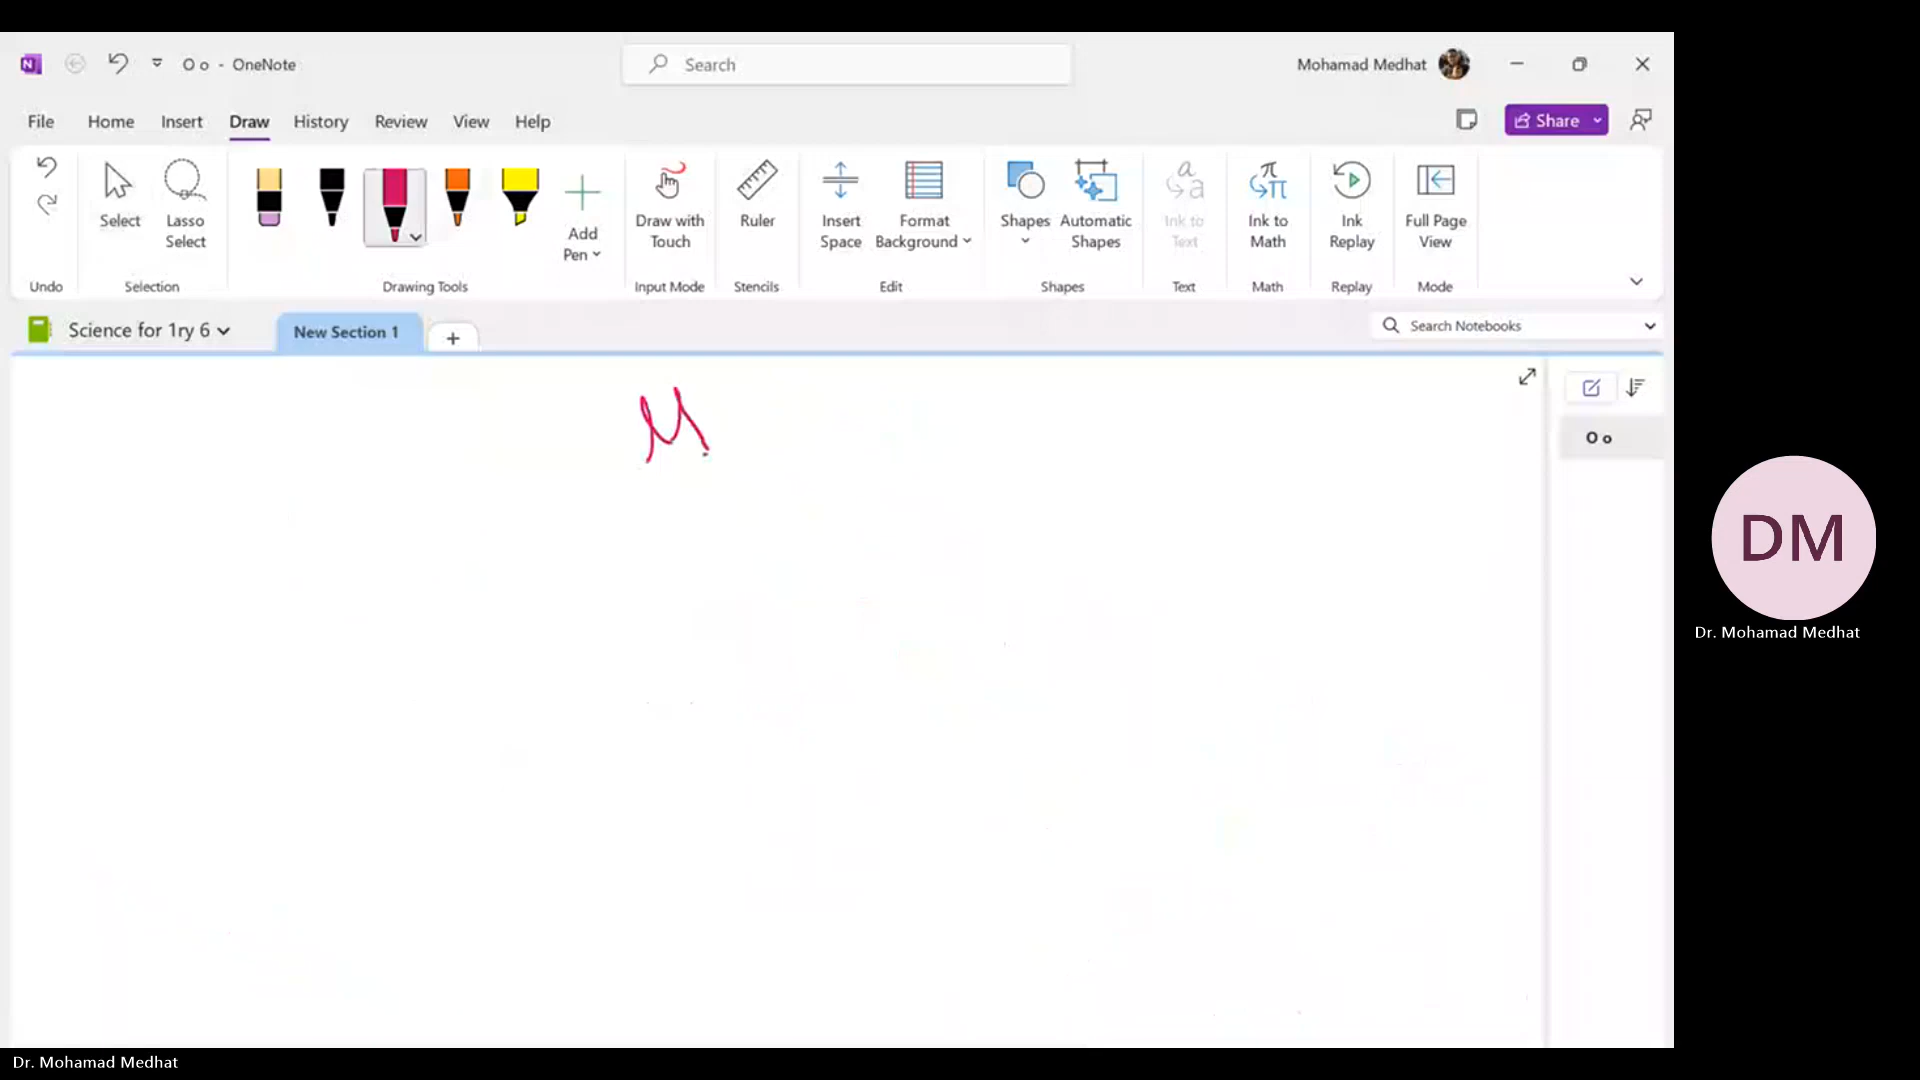 O o - OneNote
Search
Mohamad Medhat
File Home Insert Draw History Review View Help
Share
Select
Lasso Select
Add Pen
Draw with Touch
Ruler
Insert Space
Format Background
Shapes
Automatic Shapes
Ink to Text
Ink to Math
Ink Replay
Full Page View
Undo Selection Drawing Tools Input Mode Stencils Edit Shapes Text Math Replay Mode
Science for 1ry 6
New Section 1
Search Notebooks
M
O o
DM
Dr. Mohamad Medhat
Dr. Mohamad Medhat